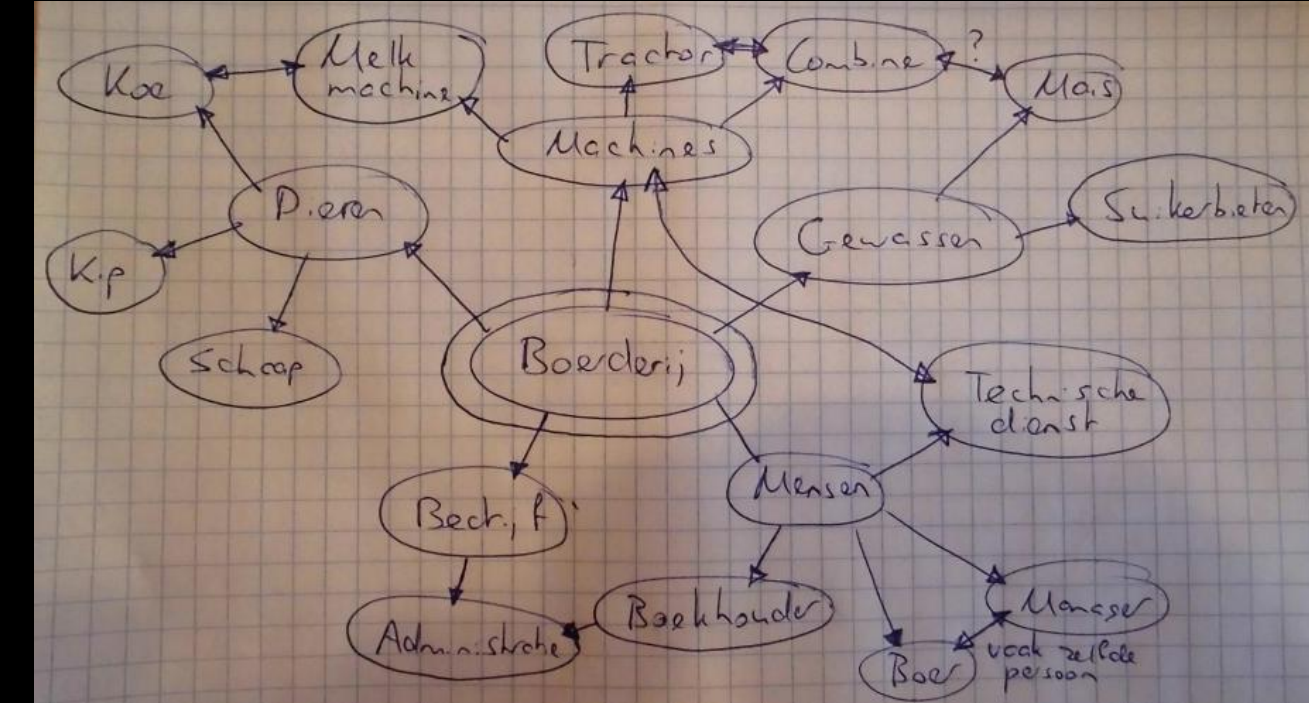 Koe
Melk
machine
Tractor
Combine
?
Mais
Machines
Dieren
Gewassen
Suikerbieten
Kip
Schaap
Boerderij
Technische
dienst
Mensen
Bedrijf
Boekhouder
Manager
Administratie
Boer
vaak zelfde
persoon